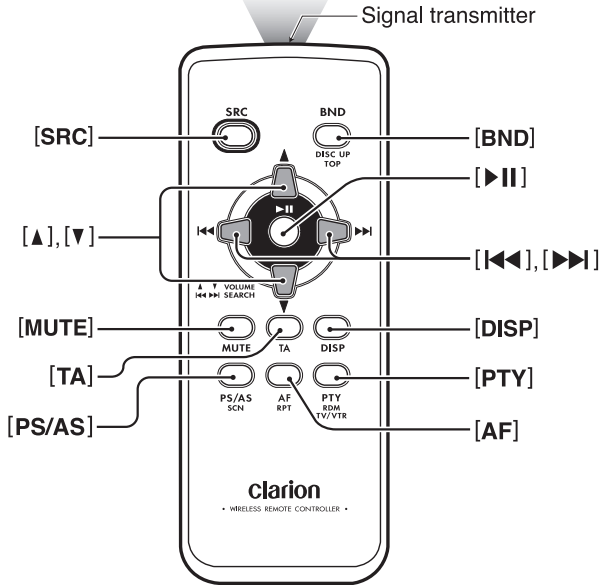 Signal transmitter
SRC
BND
[SRC]
[BND]
DISC UP
TOP
▲
[▶II]
▶II
[▲],[▼]
I◀◀
▶▶I
[I◀◀],[▶▶I]
▲ ▼ VOLUME
I◀◀ ▶▶I SEARCH
▼
[MUTE]
[DISP]
MUTE
TA
DISP
[TA]
[PTY]
[PS/AS]
PS/AS
SCN
AF
RPT
PTY
RDM
TV/VTR
[AF]
clarion
• WIRELESS REMOTE CONTROLLER •